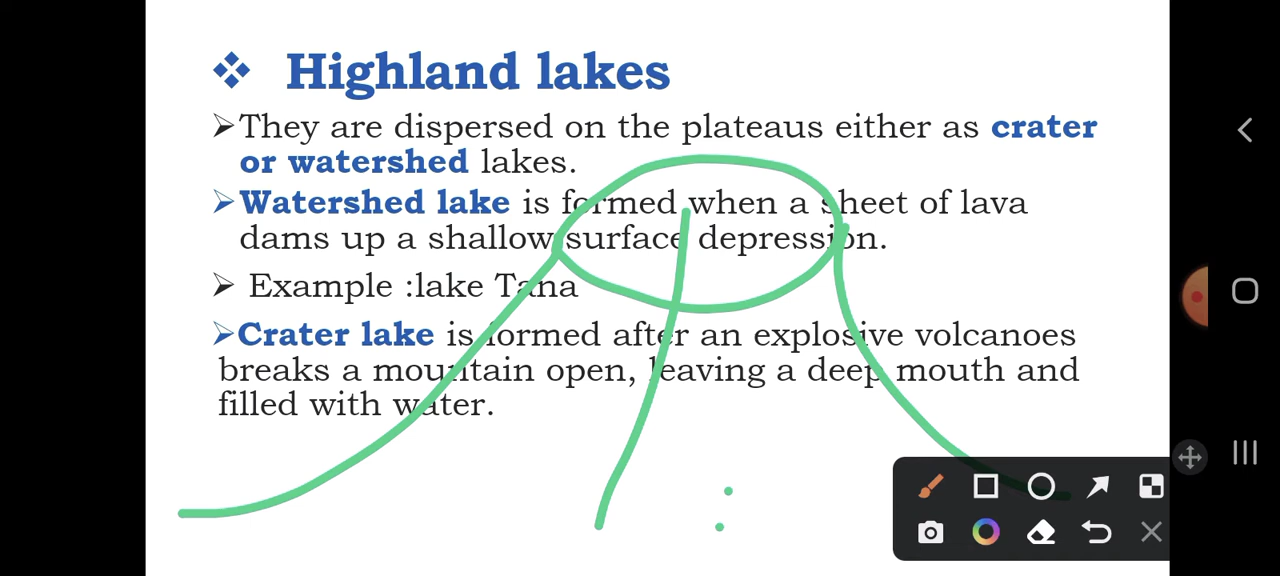 ❖ Highland lakes
➢They are dispersed on the plateaus either as crater
or watershed lakes.
➢Watershed lake is formed when a sheet of lava
dams up a shallow surface depression.
➢ Example :lake Tana
➢Crater lake is formed after an explosive volcanoes
breaks a mountain open, leaving a deep mouth and
filled with water.